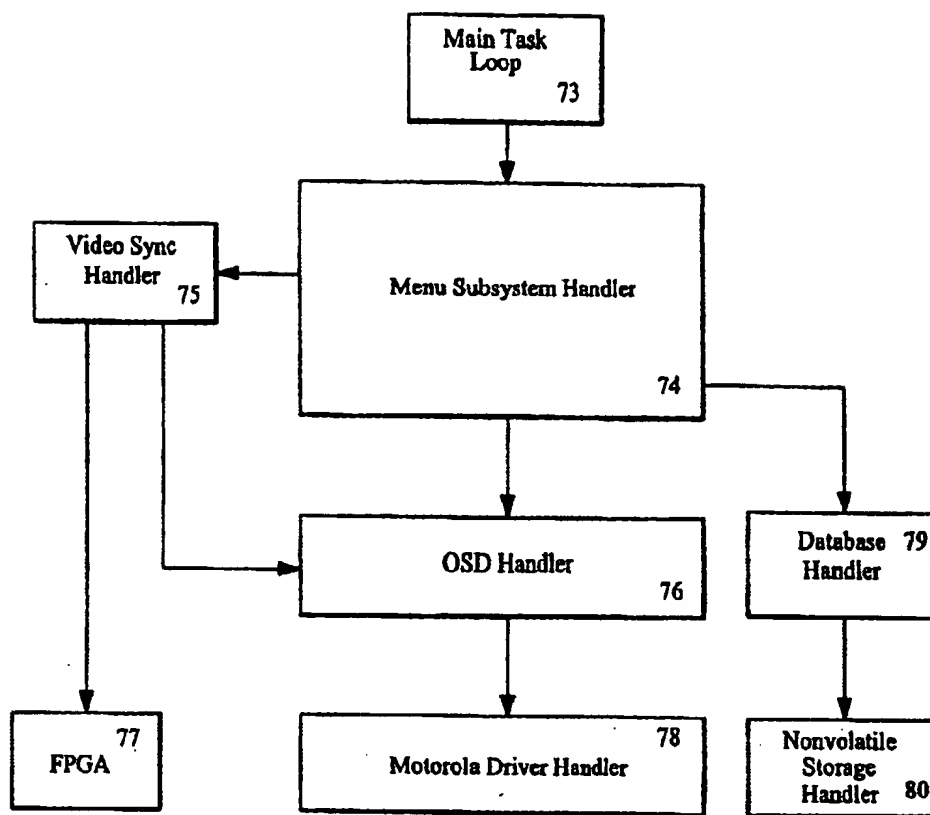 Main Task
Loop
73
Video Sync
Handler
75
Menu Subsystem Handler
74
OSD Handler
76
Database 79
Handler
77
FPGA
78
Motorola Driver Handler
Nonvolatile
Storage
Handler 80